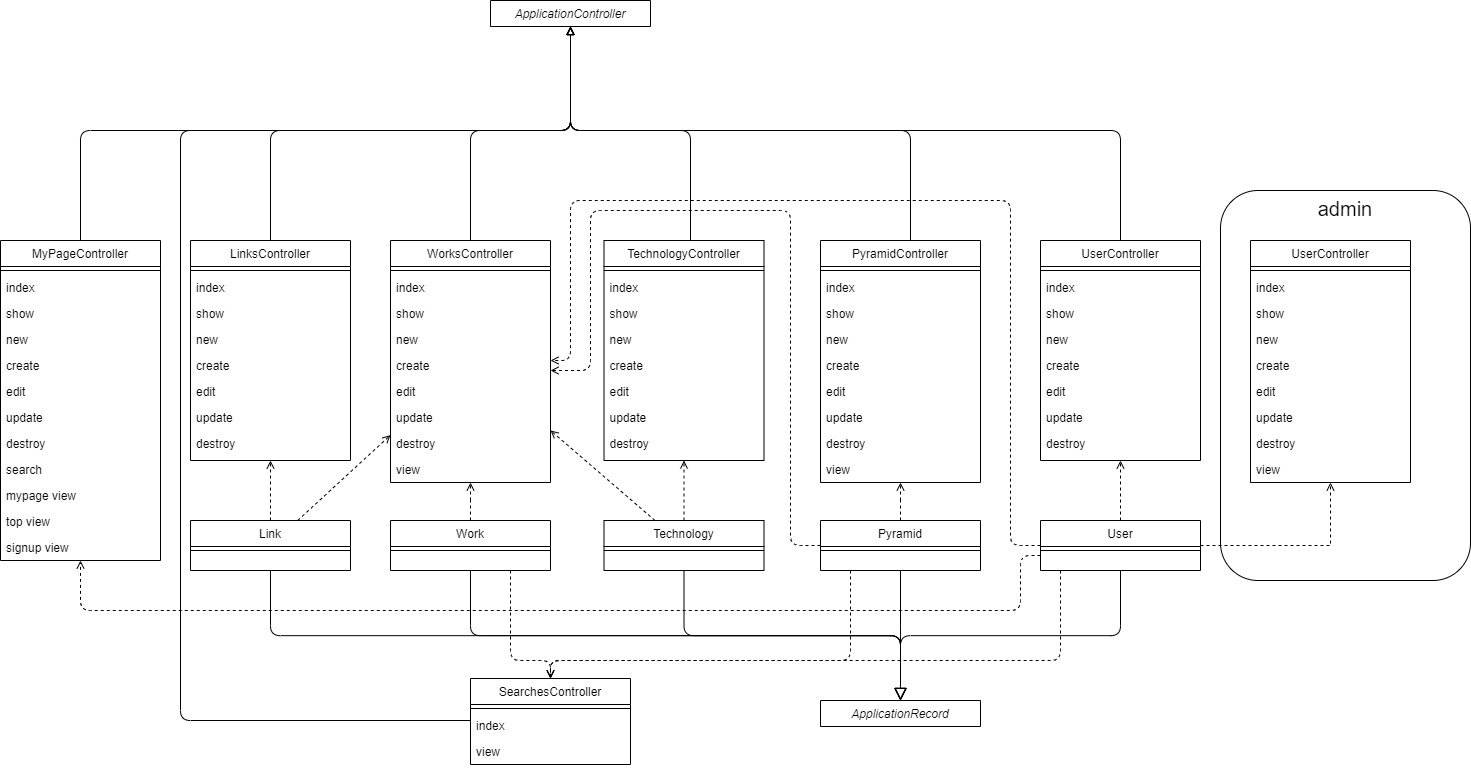 ApplicationController
admin
MyPageController
index
show
new
create
edit
update
destroy
search
mypage view
top view
signup view
LinksController
index
show
new
create
edit
update
destroy
WorksController
index
show
new
create
edit
update
destroy
view
TechnologyController
index
show
new
create
edit
update
destroy
PyramidController
index
show
new
create
edit
update
destroy
view
UserController
index
show
new
create
edit
update
destroy
UserController
index
show
new
create
edit
update
destroy
view
Link
Work
Technology
Pyramid
User
SearchesController
index
view
ApplicationRecord